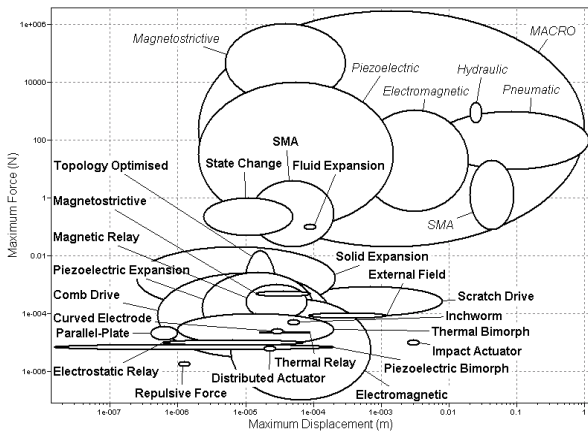 1e+006
Magnetostrictive
MACRO
Piezoelectric
Hydraulic
10000
Electromagnetic
Pneumatic
100
SMA
Topology Optimised
State Change
Fluid Expansion
Maximum Force (N)
1
Magnetostrictive
SMA
Magnetic Relay
0.01
Solid Expansion
Piezoelectric Expansion
External Field
Comb Drive
Scratch Drive
1e-004
Curved Electrode
Inchworm
Parallel-Plate
Thermal Bimorph
Impact Actuator
Electrostatic Relay
Thermal Relay
Piezoelectric Bimorph
1e-006
Distributed Actuator
Repulsive Force
Electromagnetic
1e-007 1e-006 1e-005 1e-004 1e-003 0.01 0.1 1
Maximum Displacement (m)